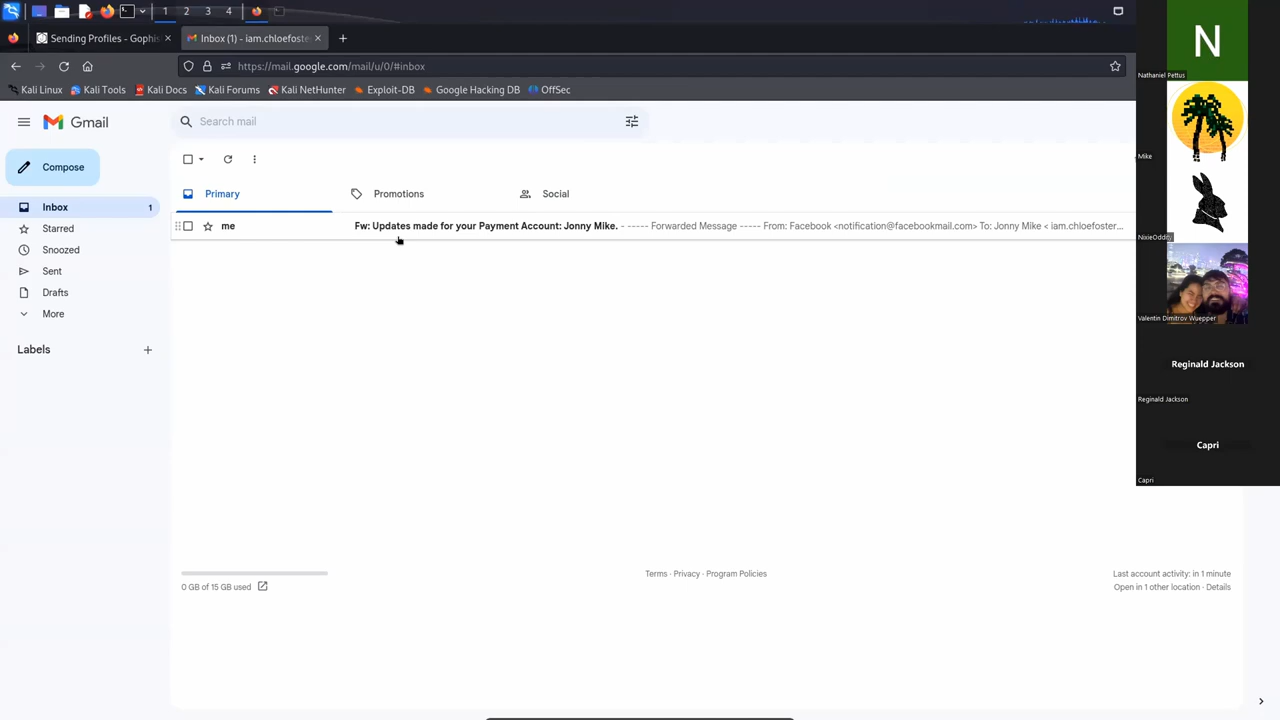 1
2
3
4
Sending Profiles - Gophis
Inbox (1) - iam.chloefoste
https://mail.google.com/mail/u/0/#inbox
Kali Linux
Kali Tools
Kali Docs
Kali Forums
Kali NetHunter
Exploit-DB
Google Hacking DB
OffSec
Gmail
Search mail
Compose
Primary
Promotions
Social
Inbox
1
Starred
Snoozed
Sent
Drafts
More
Labels
me
Fw: Updates made for your Payment Account: Jonny Mike. - ----- Forwarded Message ----- From: Facebook <notification@facebookmail.com> To: Jonny Mike < iam.chloefoster...
0 GB of 15 GB used
Terms · Privacy · Program Policies
Last account activity: in 1 minute
Open in 1 other location · Details
N
Nathaniel Pettus
Mike
NixieOddity
Valentin Dimitrov Wuepper
Reginald Jackson
Reginald Jackson
Capri
Capri